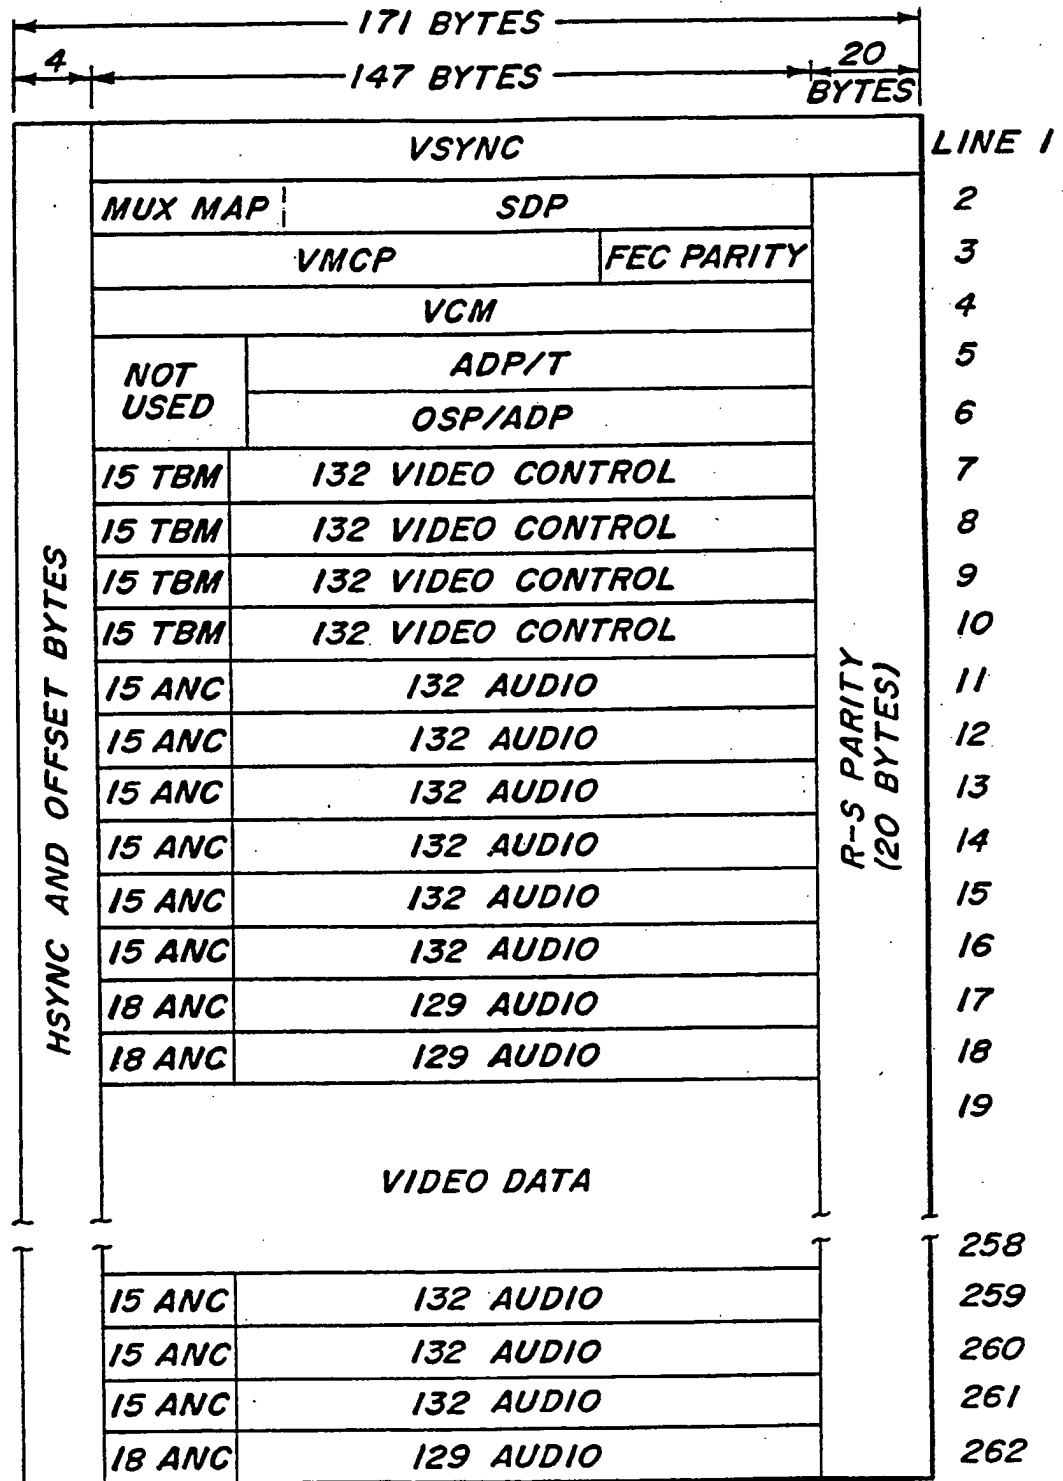 171 BYTES
4 147 BYTES 20 BYTES
VSYNC LINE 1
MUX MAP SDP 2
VMCP FEC PARITY 3
VCM 4
NOT USED
ADP/T 5
OSP/ADP 6
15 TBM 132 VIDEO CONTROL 7
15 TBM 132 VIDEO CONTROL 8
15 TBM 132 VIDEO CONTROL 9
15 TBM 132 VIDEO CONTROL 10
15 ANC 132 AUDIO 11
15 ANC 132 AUDIO 12
15 ANC 132 AUDIO 13
15 ANC 132 AUDIO 14
15 ANC 132 AUDIO 15
15 ANC 132 AUDIO 16
18 ANC 129 AUDIO 17
18 ANC 129 AUDIO 18
19
VIDEO DATA
258
15 ANC 132 AUDIO 259
15 ANC 132 AUDIO 260
15 ANC 132 AUDIO 261
18 ANC 129 AUDIO 262
HSYNC AND OFFSET BYTES
R-S PARITY
(20 BYTES)